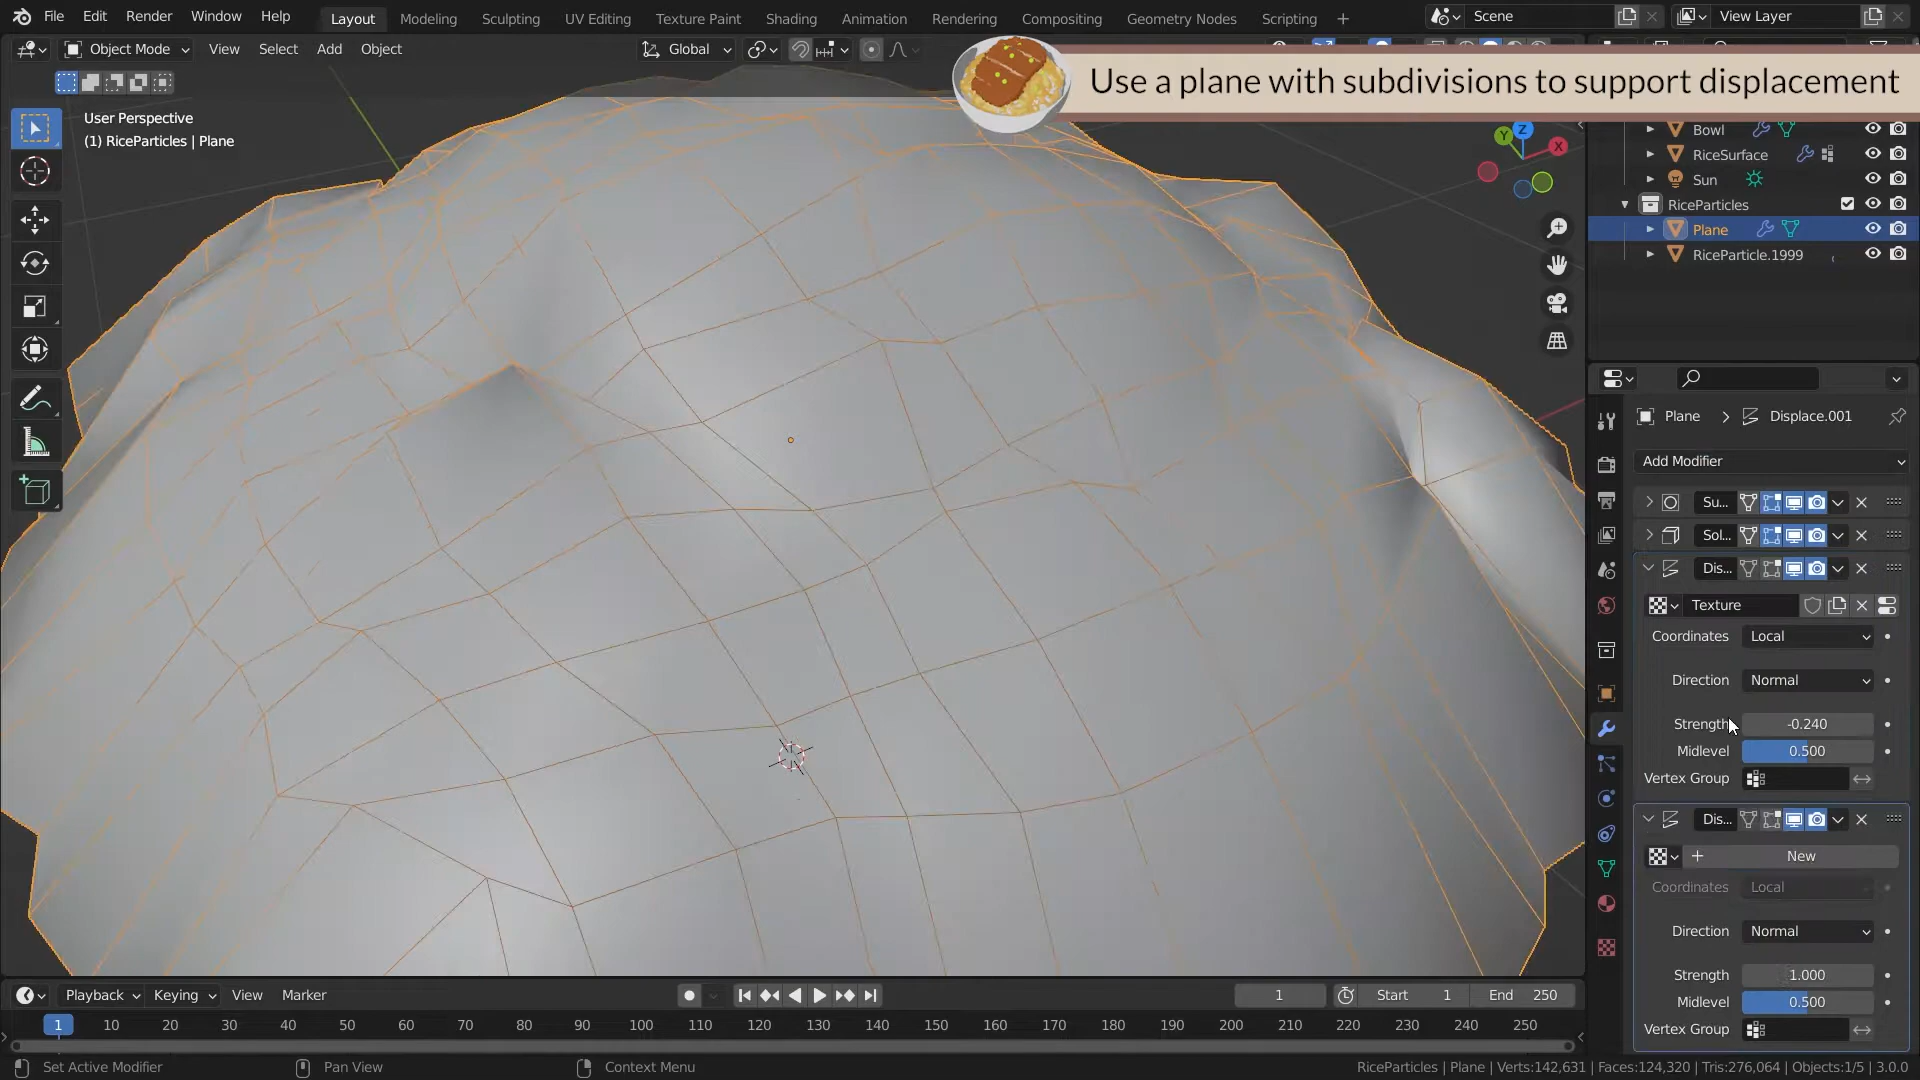 File Edit Render Window Help Layout Modeling Sculpting UV Editing Texture Paint Shading Animation Rendering Compositing Geometry Nodes Scripting + Scene View Layer
Object Mode View Select Add Object Global
Use a plane with subdivisions to support displacement
User Perspective
(1) RiceParticles | Plane
Z
Y
X
Bowl
RiceSurface
Sun
RiceParticles
Plane
RiceParticle.1999
Plane > Displace.001
Add Modifier
Su...
Sol...
Dis...
Texture
Coordinates Local
Direction Normal
Strength -0.240
Midlevel 0.500
Vertex Group
Dis...
+ New
Coordinates Local
Direction Normal
Strength 1.000
Midlevel 0.500
Vertex Group
Playback Keying View Marker 1 Start 1 End 250
1 10 20 30 40 50 60 70 80 90 100 110 120 130 140 150 160 170 180 190 200 210 220 230 240 250
Set Active Modifier Pan View Context Menu RiceParticles | Plane | Verts:142,631 | Faces:124,320 | Tris:276,064 | Objects:1/5 | 3.0.0